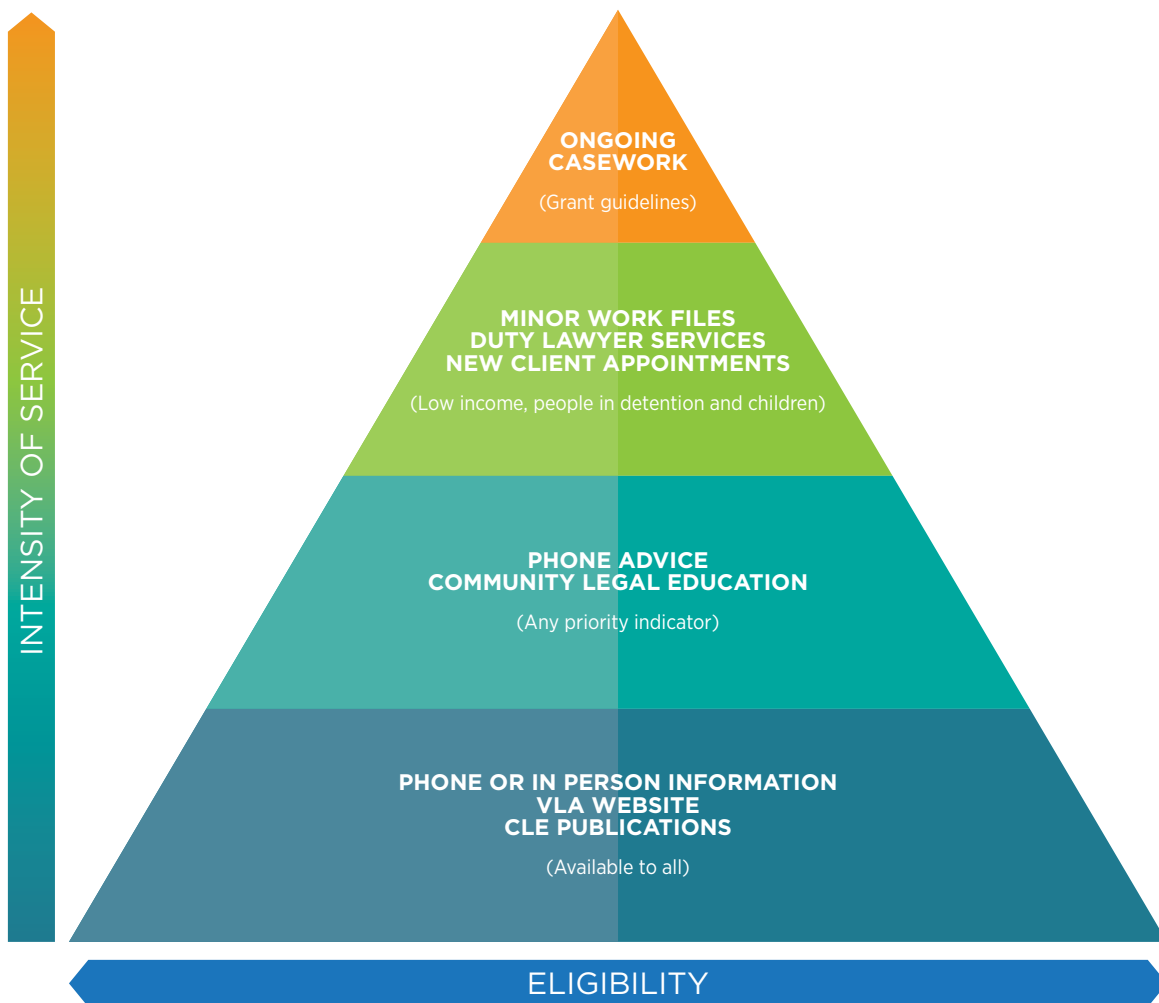 ONGOING
CASEWORK
(Grant guidelines)
MINOR WORK FILES
DUTY LAWYER SERVICES
NEW CLIENT APPOINTMENTS
(Low income, people in detention and children)
PHONE ADVICE
COMMUNITY LEGAL EDUCATION
(Any priority indicator)
PHONE OR IN PERSON INFORMATION
VLA WEBSITE
CLE PUBLICATIONS
(Available to all)
INTENSITY OF SERVICE
ELIGIBILITY